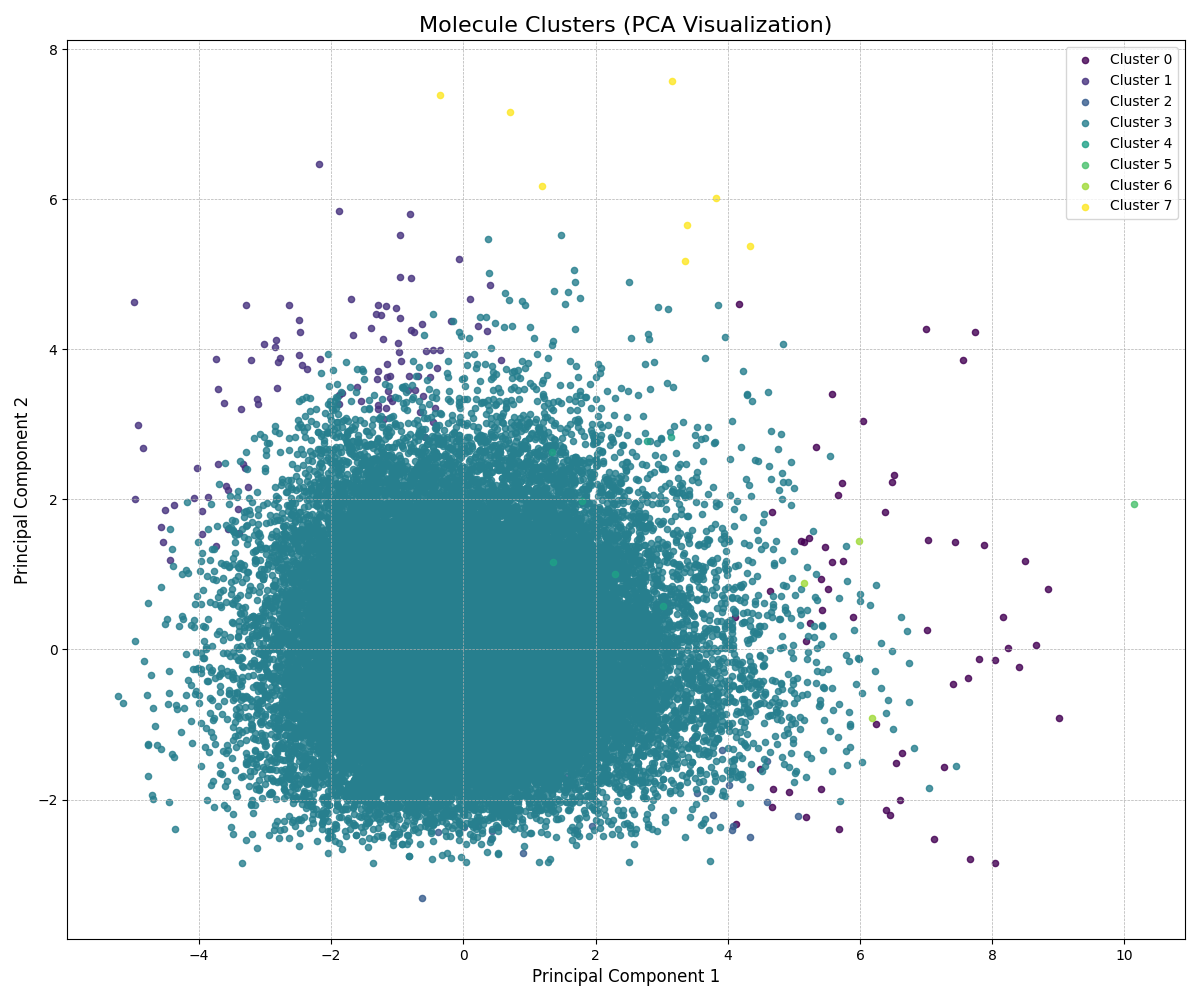 Molecule Clusters (PCA Visualization)
8
6
4
2
0
−2
−4
−2
0
2
4
6
8
10
Principal Component 2
Principal Component 1
Cluster 0
Cluster 1
Cluster 2
Cluster 3
Cluster 4
Cluster 5
Cluster 6
Cluster 7